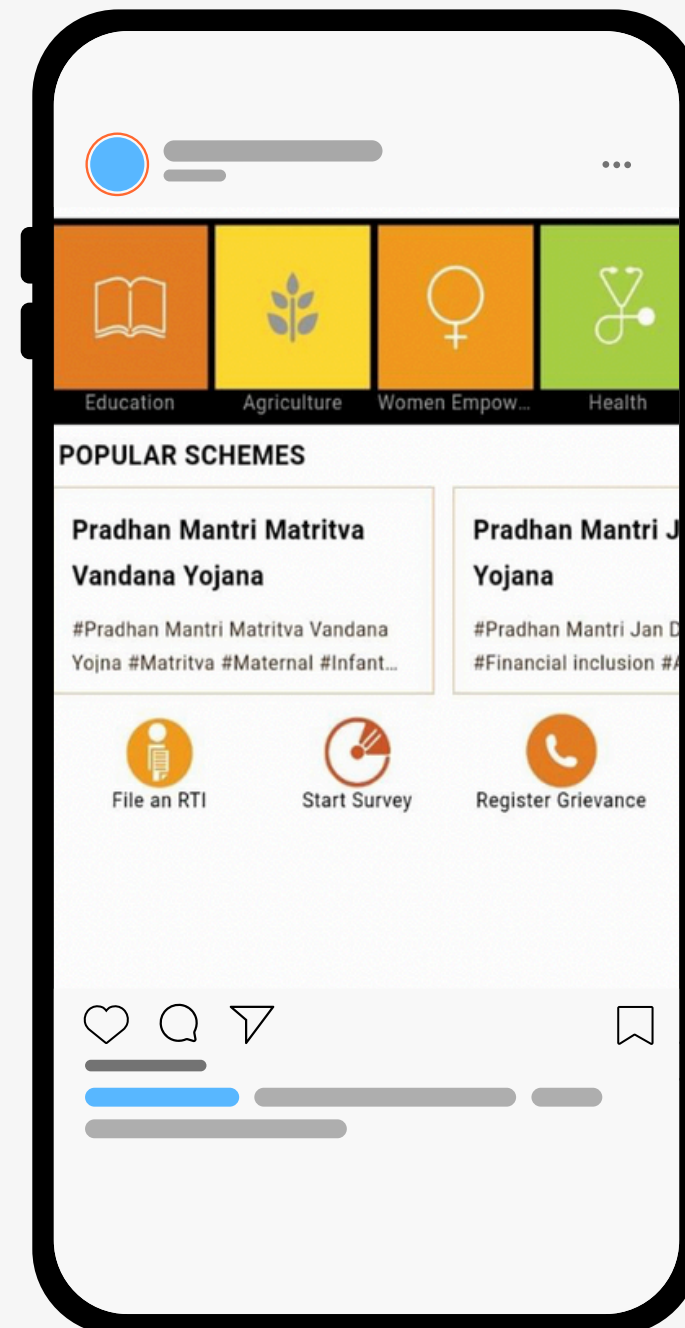 Education Agriculture Women Empow... Health
POPULAR SCHEMES
Pradhan Mantri Matritva
Vandana Yojana
#Pradhan Mantri Matritva Vandana
Yojna #Matritva #Maternal #Infant...
Pradhan Mantri J
Yojana
#Pradhan Mantri Jan D
#Financial inclusion #A
File an RTI Start Survey Register Grievance